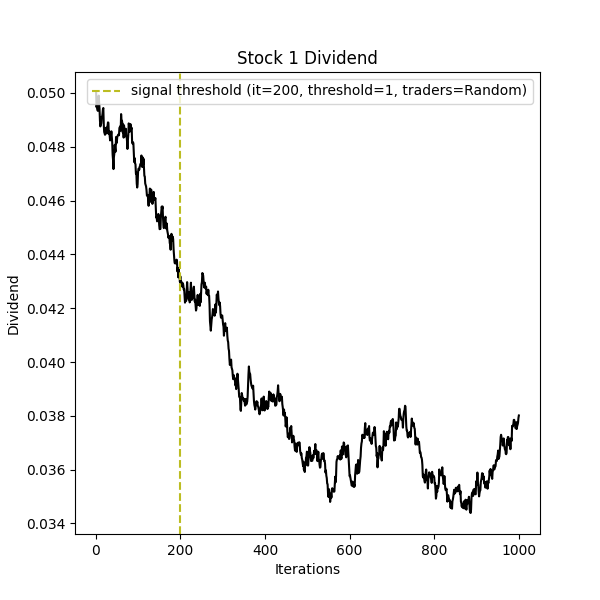 Stock 1 Dividend
signal threshold (it=200, threshold=1, traders=Random)
0.050
0.048
0.046
0.044
0.042
0.040
0.038
0.036
0.034
Dividend
0 200 400 600 800 1000
Iterations